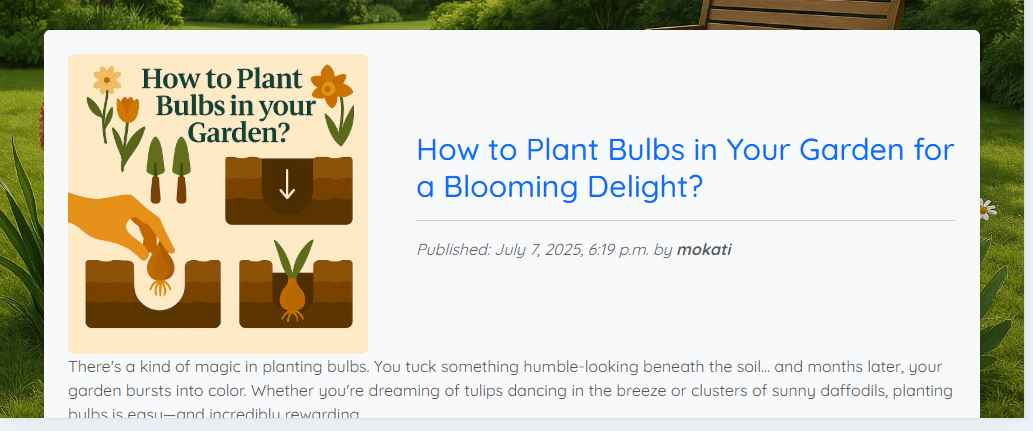 How to Plant
Bulbs in your
Garden?
How to Plant Bulbs in Your Garden for
a Blooming Delight?
Published: July 7, 2025, 6:19 p.m. by mokati
There's a kind of magic in planting bulbs. You tuck something humble-looking beneath the soil... and months later, your
garden bursts into color. Whether you're dreaming of tulips dancing in the breeze or clusters of sunny daffodils, planting
bulbs is easy—and incredibly rewarding.